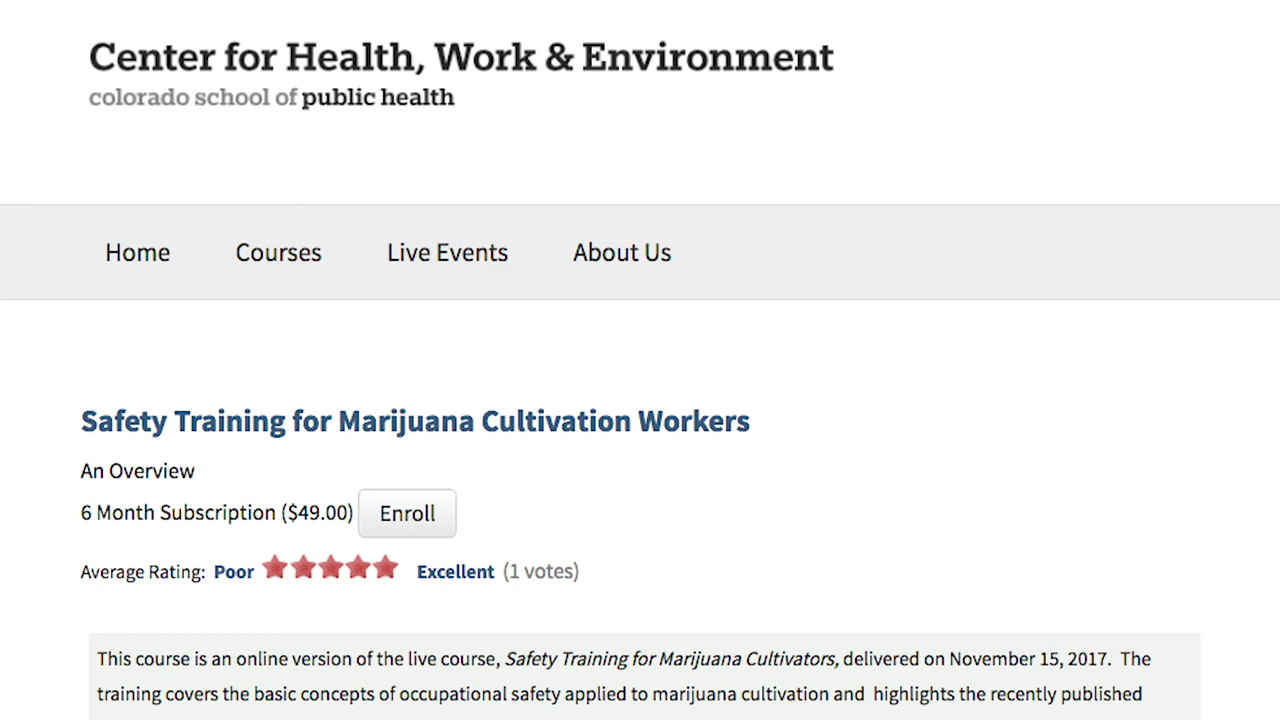 Center for Health, Work & Environment
colorado school of public health
Home Courses Live Events About Us
Safety Training for Marijuana Cultivation Workers
An Overview
6 Month Subscription ($49.00) Enroll
Average Rating: Poor Excellent (1 votes)
This course is an online version of the live course, Safety Training for Marijuana Cultivators, delivered on November 15, 2017. The
training covers the basic concepts of occupational safety applied to marijuana cultivation and highlights the recently published